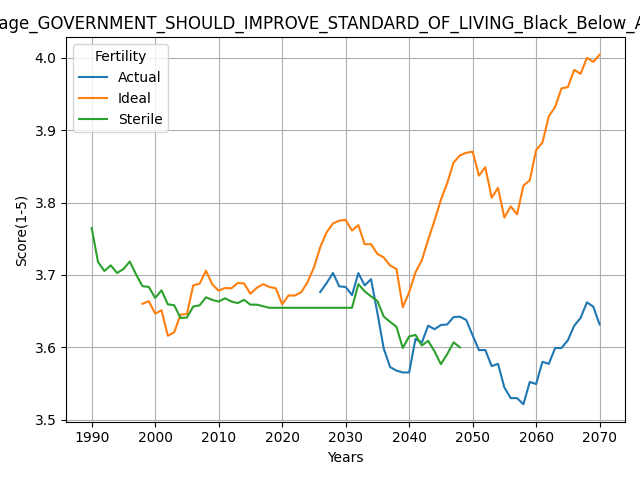 age_GOVERNMENT_SHOULD_IMPROVE_STANDARD_OF_LIVING_Black_Below_A
Fertility
Actual
Ideal
Sterile
Score(1-5)
4.0
3.9
3.8
3.7
3.6
3.5
1990 2000 2010 2020 2030 2040 2050 2060 2070
Years